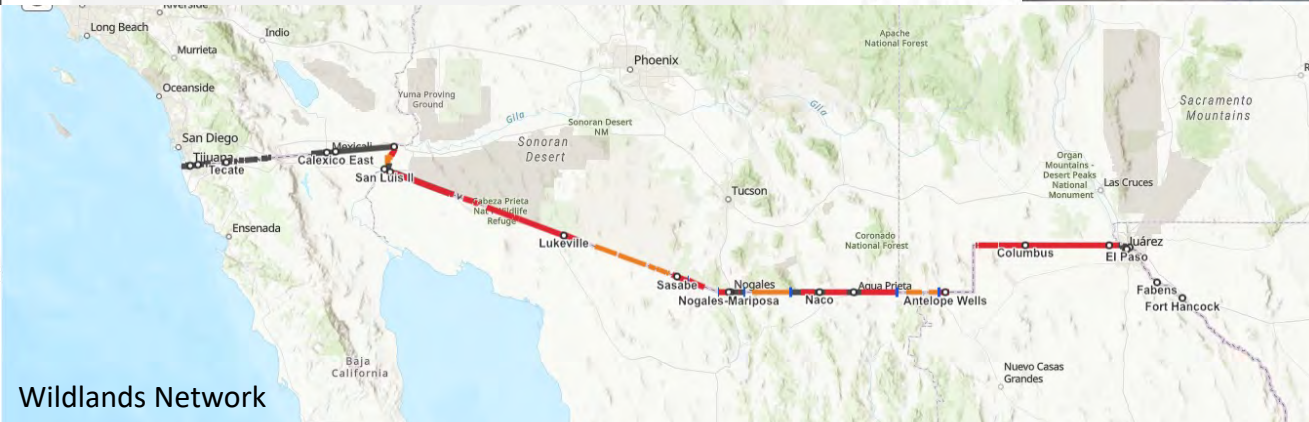 Riverside
Long Beach
Indio
Murrieta
Oceanside
San Diego
Tijuana
Tecate
Ensenada
Mexicali
Calexico East
San Luis II
Yuma Proving
Ground
Gila
Sonoran Desert
NM
Sonoran
Desert
Phoenix
Gila
Apache
National Forest
Cabeza Prieta
Nat'l Wildlife
Refuge
Lukeville
Tucson
Sasabe
Nogales
Nogales-Mariposa
Coronado
National Forest
Naco
Agua Prieta
Antelope Wells
Organ
Mountains -
Desert Peaks
National
Monument
Las Cruces
Sacramento
Mountains
R
Columbus
Juárez
El Paso
Fabens
Fort Hancock
Nuevo Casas
Grandes
Baja
California
Wildlands Network